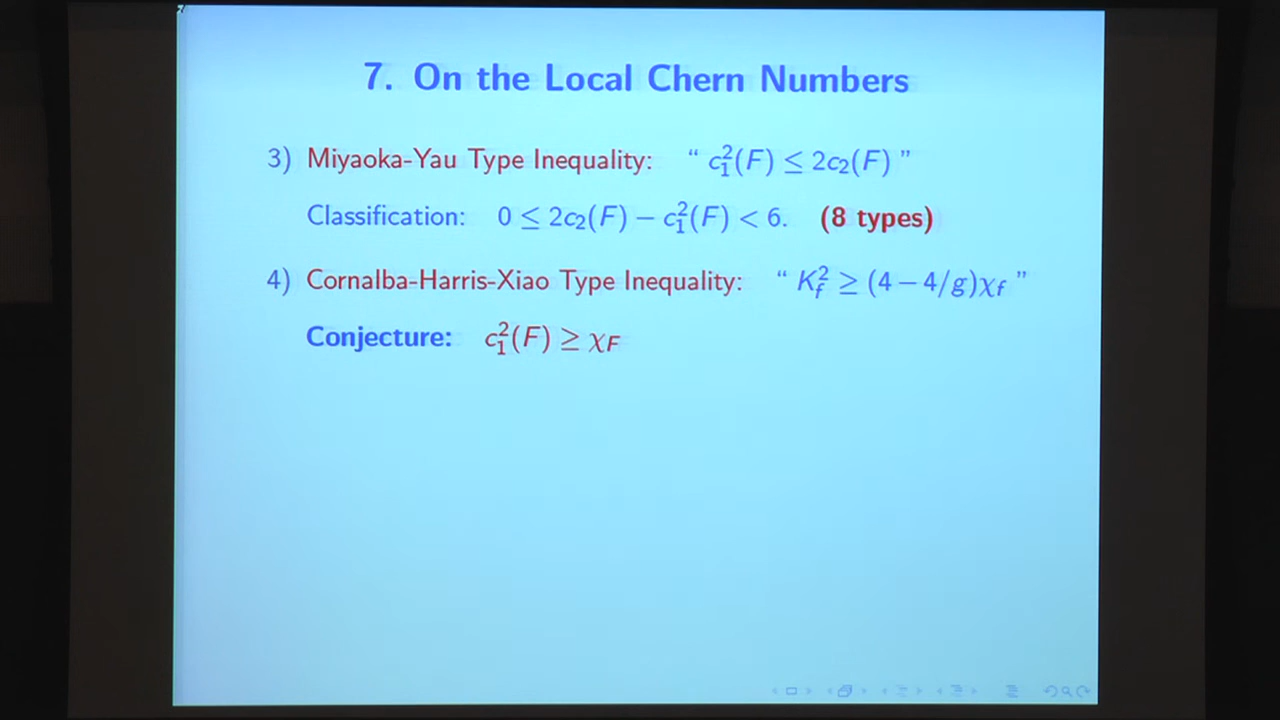 7. On the Local Chern Numbers
3) Miyaoka-Yau Type Inequality: “ c₁²(F) ≤ 2c₂(F) ”
Classification: 0 ≤ 2c₂(F) − c₁²(F) < 6. (8 types)
4) Cornalba-Harris-Xiao Type Inequality: “ K_f² ≥ (4 − 4/g)χ_f ”
Conjecture: c₁²(F) ≥ χ_F